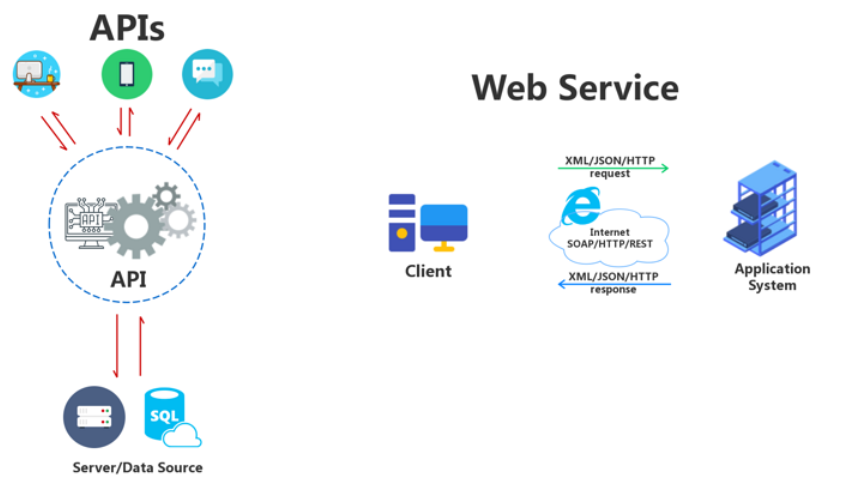 APIs
API
API
SQL
Server/Data Source
Web Service
Client
XML/JSON/HTTP
request
Internet
SOAP/HTTP/REST
XML/JSON/HTTP
response
Application
System